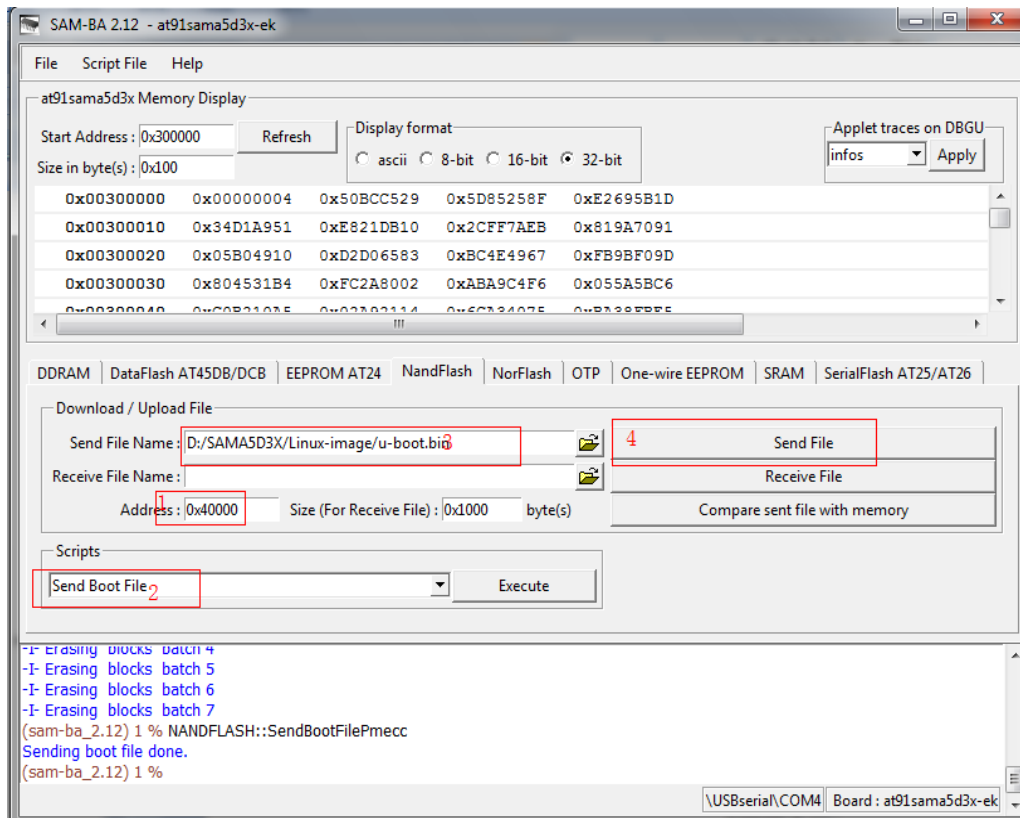 SAM-BA 2.12 - at91sama5d3x-ek
File Script File Help
at91sama5d3x Memory Display
Start Address : 0x300000 Refresh
Size in byte(s) : 0x100
Display format
ascii 8-bit 16-bit 32-bit
Applet traces on DBGU
infos Apply
0x00300000 0x00000004 0x50BCC529 0x5D85258F 0xE2695B1D
0x00300010 0x34D1A951 0xE821DB10 0x2CFF7AEB 0x819A7091
0x00300020 0x05B04910 0xD2D06583 0xBC4E4967 0xFB9BF09D
0x00300030 0x804531B4 0xFC2A8002 0xABA9C4F6 0x055A5BC6
0x00300040
DDRAM DataFlash AT45DB/DCB EEPROM AT24 NandFlash NorFlash OTP One-wire EEPROM SRAM SerialFlash AT25/AT26
Download / Upload File
Send File Name : D:/SAMA5D3X/Linux-image/u-boot.bin 3 4 Send File
Receive File Name : Receive File
1 Address : 0x40000 Size (For Receive File) : 0x1000 byte(s) Compare sent file with memory
Scripts
Send Boot File 2 Execute
-I- Erasing blocks batch 4
-I- Erasing blocks batch 5
-I- Erasing blocks batch 6
-I- Erasing blocks batch 7
(sam-ba_2.12) 1 % NANDFLASH::SendBootFilePmecc
Sending boot file done.
(sam-ba_2.12) 1 %
\USBserial\COM4 Board : at91sama5d3x-ek